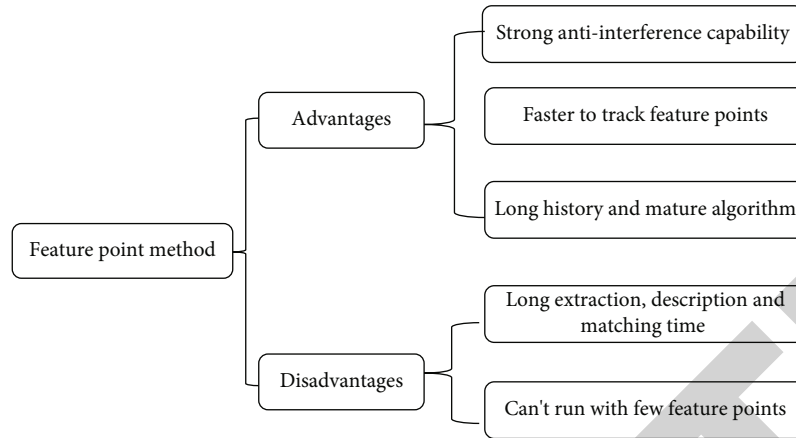 Feature point method
Advantages
Strong anti-interference capability
Faster to track feature points
Long history and mature algorithm
Disadvantages
Long extraction, description and
matching time
Can't run with few feature points